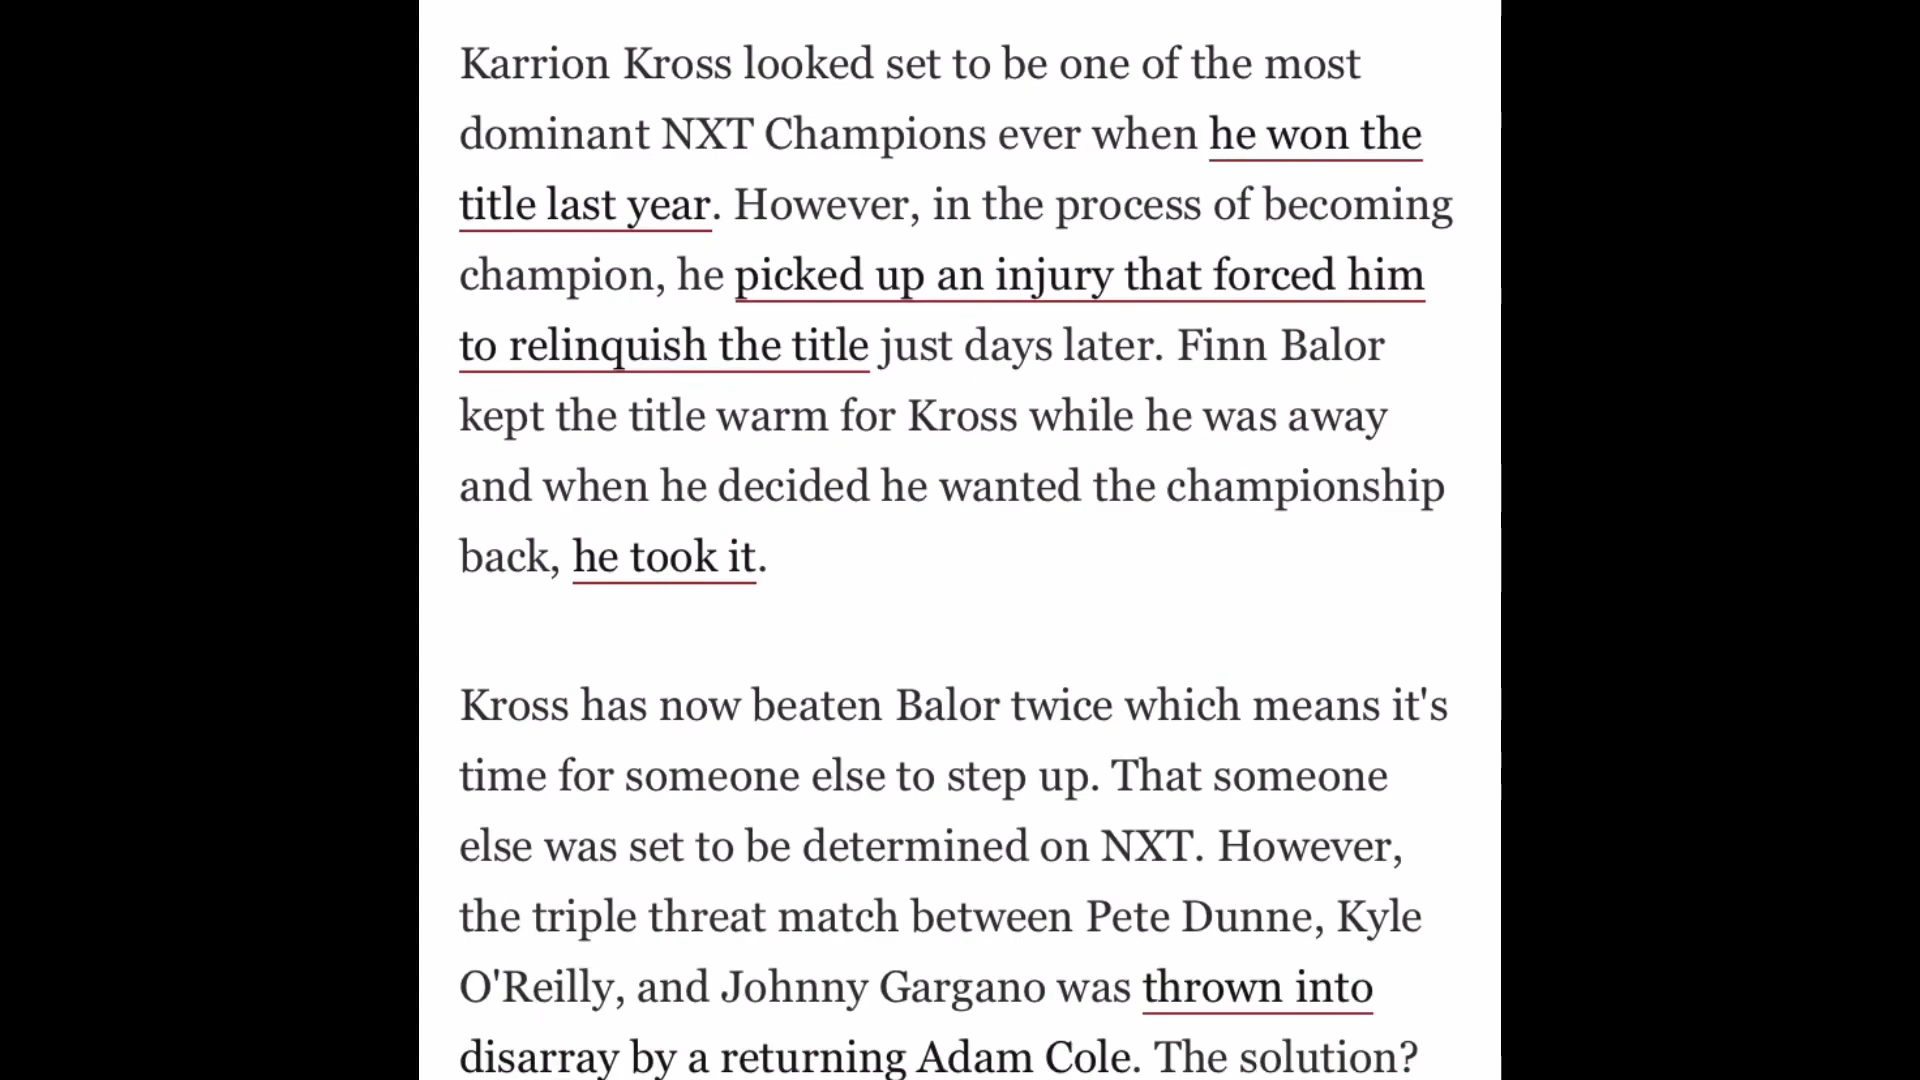 Karrion Kross looked set to be one of the most
dominant NXT Champions ever when he won the
title last year. However, in the process of becoming
champion, he picked up an injury that forced him
to relinquish the title just days later. Finn Balor
kept the title warm for Kross while he was away
and when he decided he wanted the championship
back, he took it.
Kross has now beaten Balor twice which means it's
time for someone else to step up. That someone
else was set to be determined on NXT. However,
the triple threat match between Pete Dunne, Kyle
O'Reilly, and Johnny Gargano was thrown into
disarray by a returning Adam Cole. The solution?